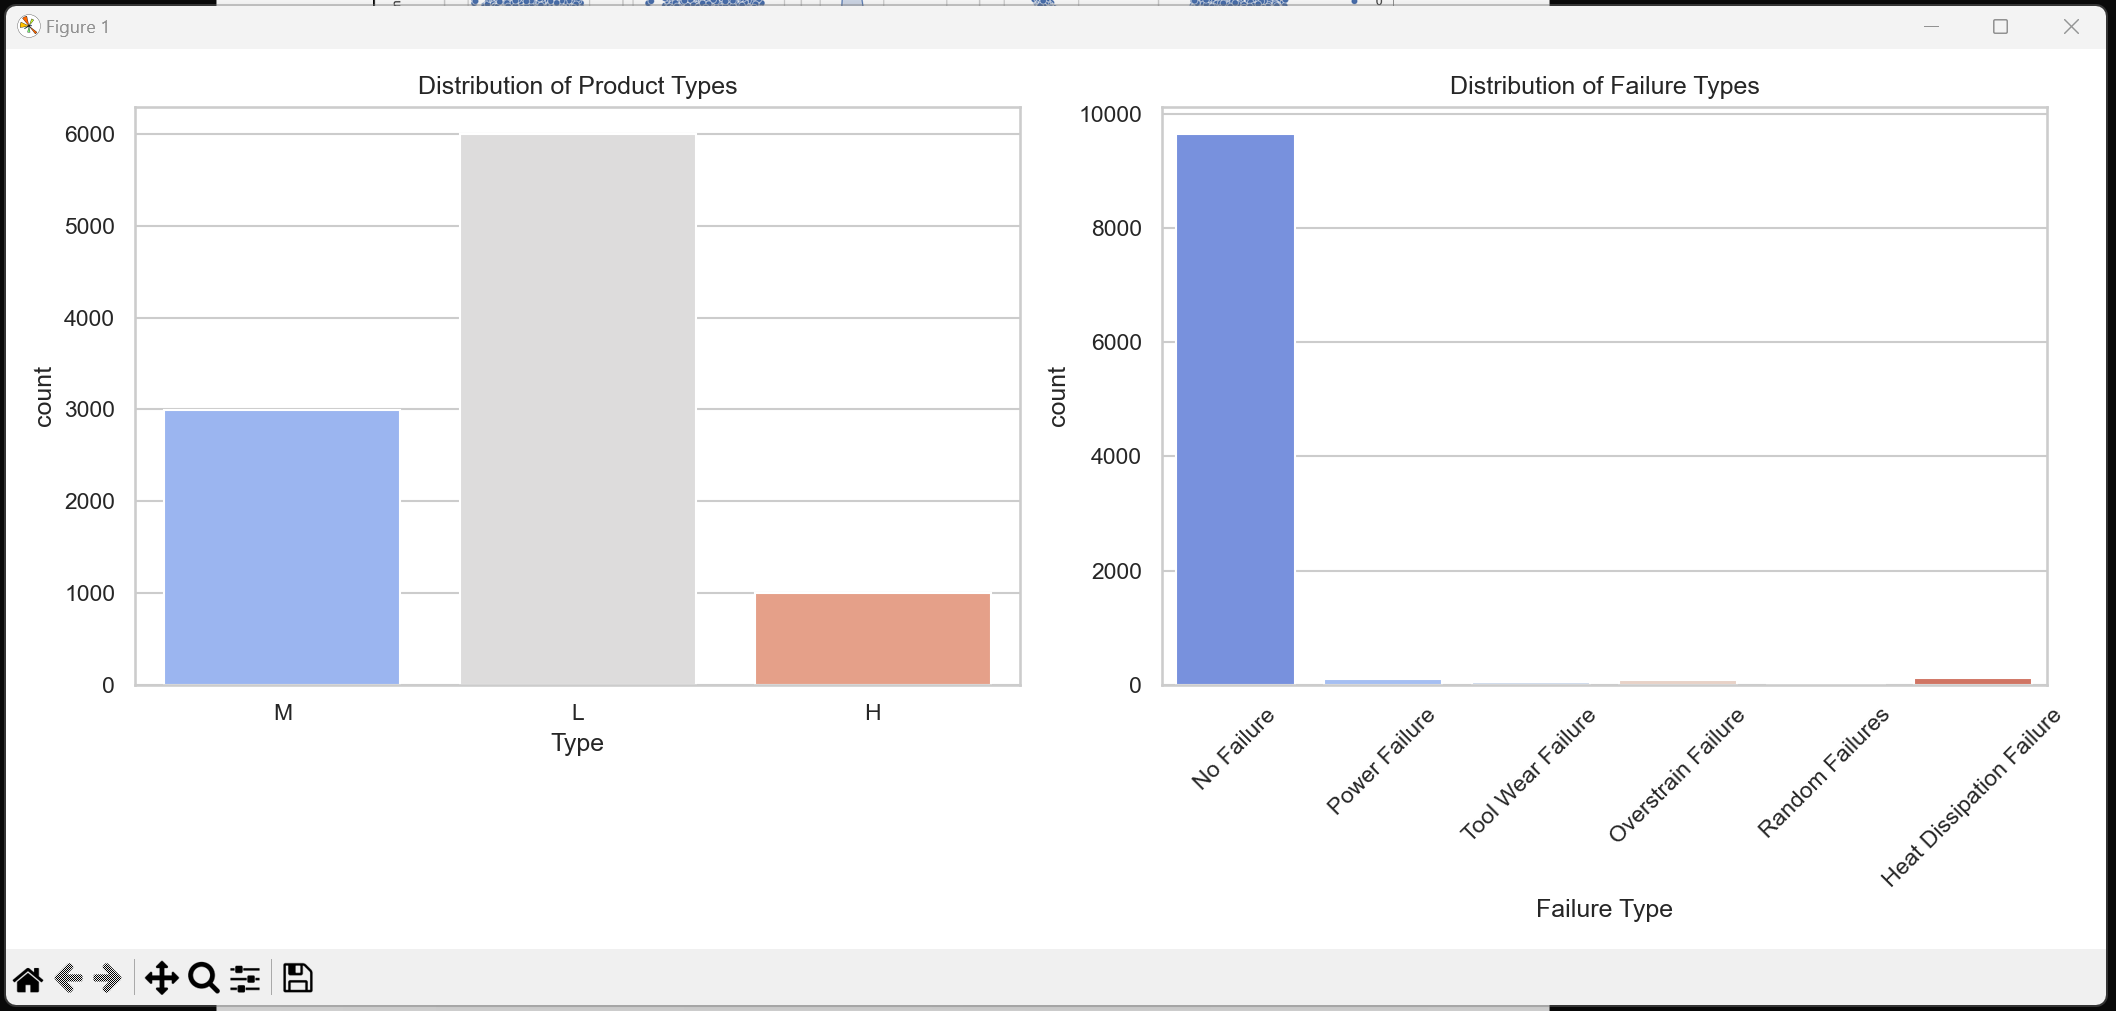 Figure 1
Distribution of Product Types
6000
5000
4000
3000
2000
1000
0
count
M
L
H
Type
Distribution of Failure Types
10000
8000
6000
4000
2000
0
count
No Failure
Power Failure
Tool Wear Failure
Overstrain Failure
Random Failures
Heat Dissipation Failure
Failure Type